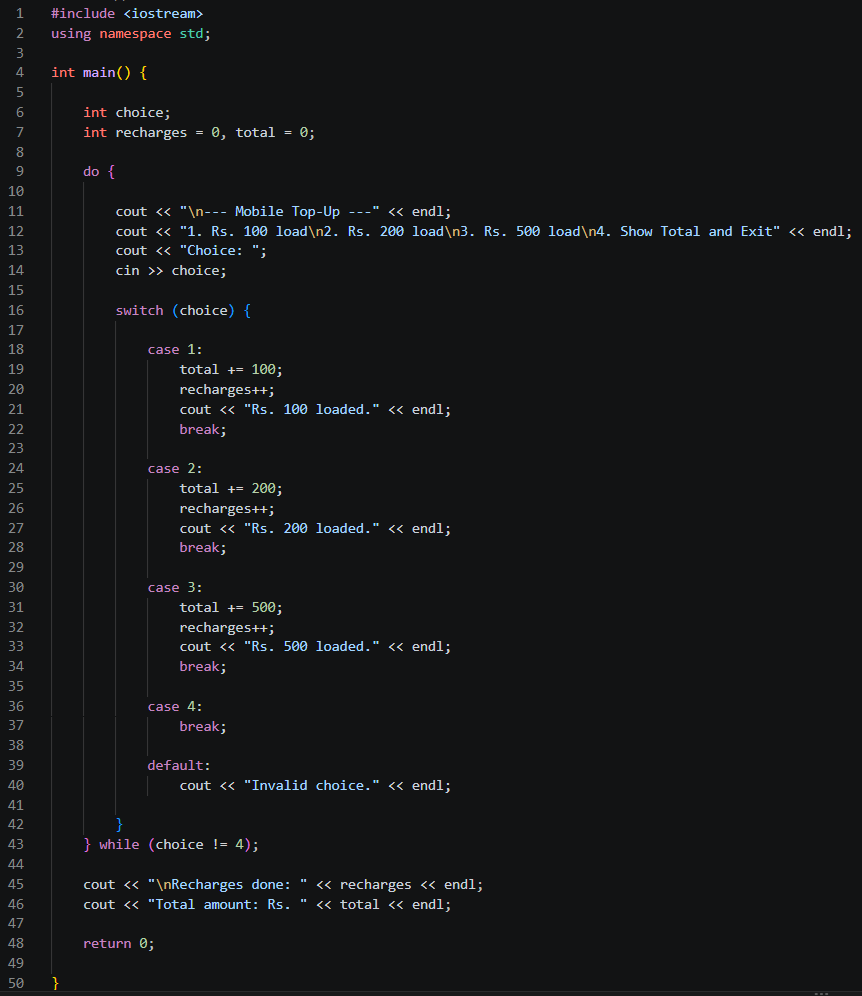 1 #include <iostream>
2 using namespace std;
3
4 int main() {
5
6     int choice;
7     int recharges = 0, total = 0;
8
9     do {
10
11         cout << "\n--- Mobile Top-Up ---" << endl;
12         cout << "1. Rs. 100 load\n2. Rs. 200 load\n3. Rs. 500 load\n4. Show Total and Exit" << endl;
13         cout << "Choice: ";
14         cin >> choice;
15
16         switch (choice) {
17
18             case 1:
19                 total += 100;
20                 recharges++;
21                 cout << "Rs. 100 loaded." << endl;
22                 break;
23
24             case 2:
25                 total += 200;
26                 recharges++;
27                 cout << "Rs. 200 loaded." << endl;
28                 break;
29
30             case 3:
31                 total += 500;
32                 recharges++;
33                 cout << "Rs. 500 loaded." << endl;
34                 break;
35
36             case 4:
37                 break;
38
39             default:
40                 cout << "Invalid choice." << endl;
41
42         }
43     } while (choice != 4);
44
45     cout << "\nRecharges done: " << recharges << endl;
46     cout << "Total amount: Rs. " << total << endl;
47
48     return 0;
49
50 }